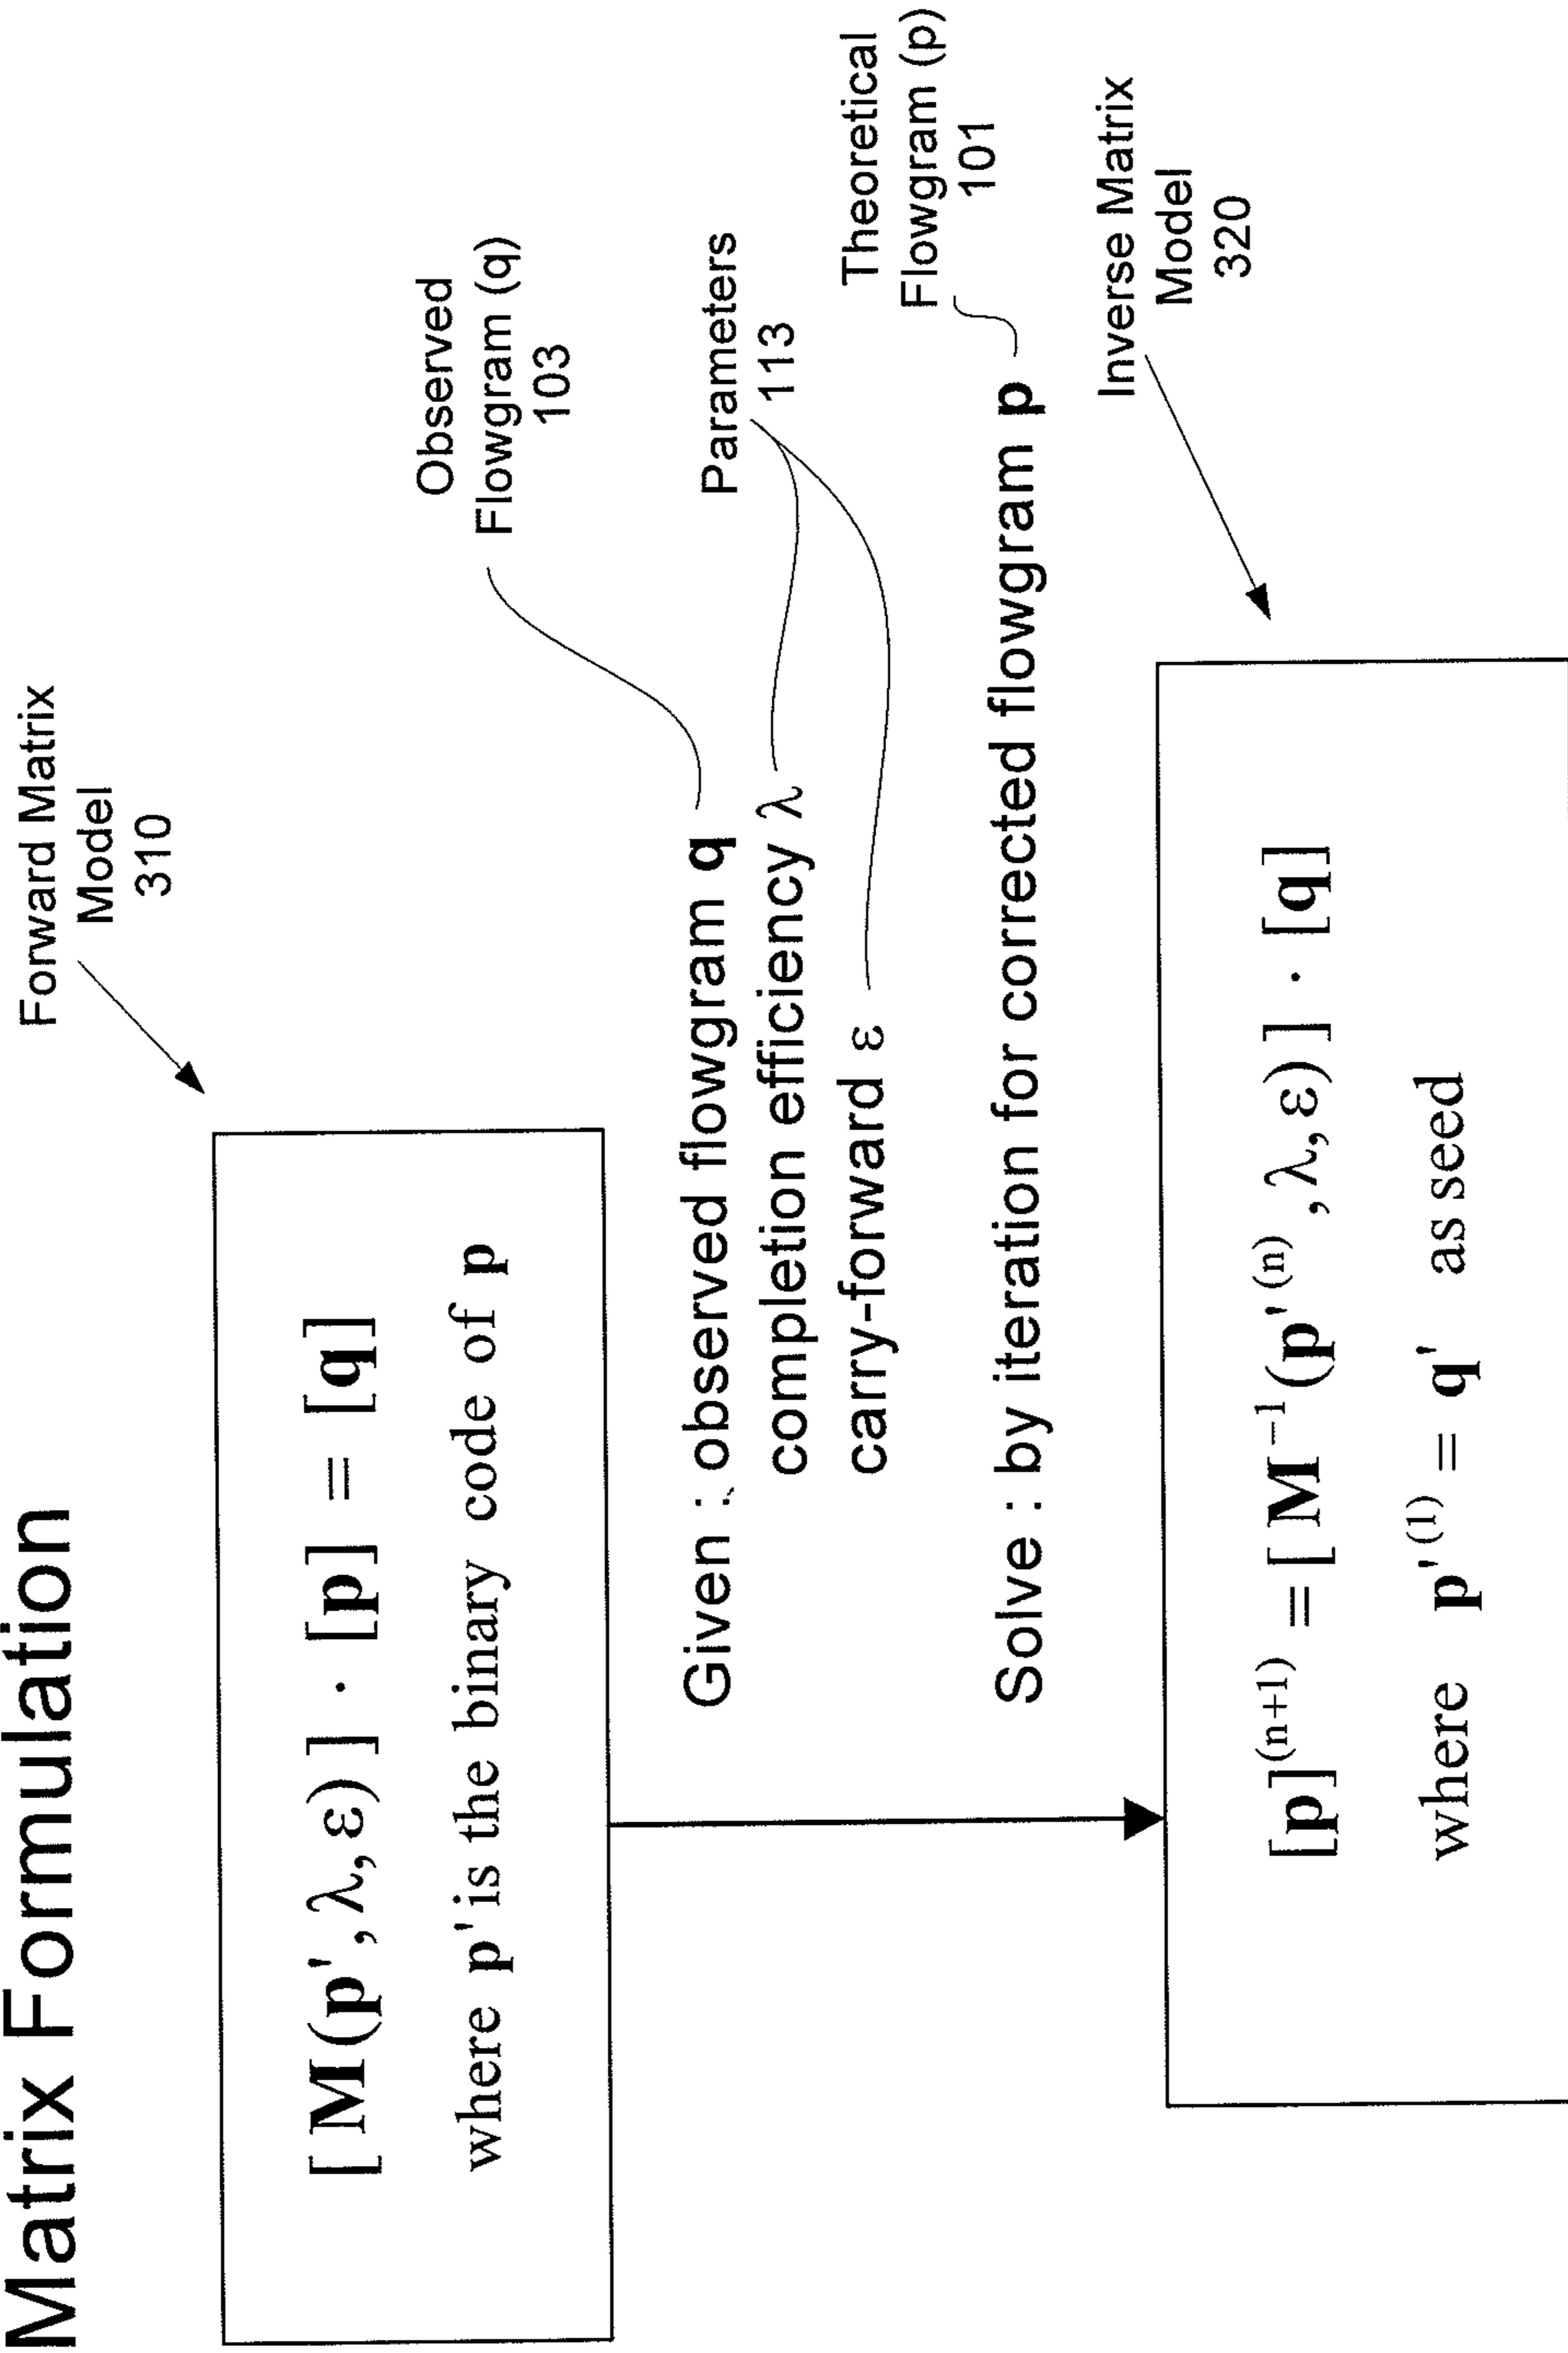 Matrix Formulation
Forward Matrix
Model
310
[ M(p', λ, ε) ] · [p] = [q]
where p' is the binary code of p
Observed
Flowgram (q)
103
Given : observed flowgram q
completion efficiency λ
carry-forward ε
Parameters
113
Theoretical
Flowgram (p)
101
Solve : by iteration for corrected flowgram p
Inverse Matrix
Model
320
[p]⁽ⁿ⁺¹⁾ = [ M⁻¹ (p'⁽ⁿ⁾, λ, ε) ] · [q]
where p'⁽¹⁾ = q' as seed